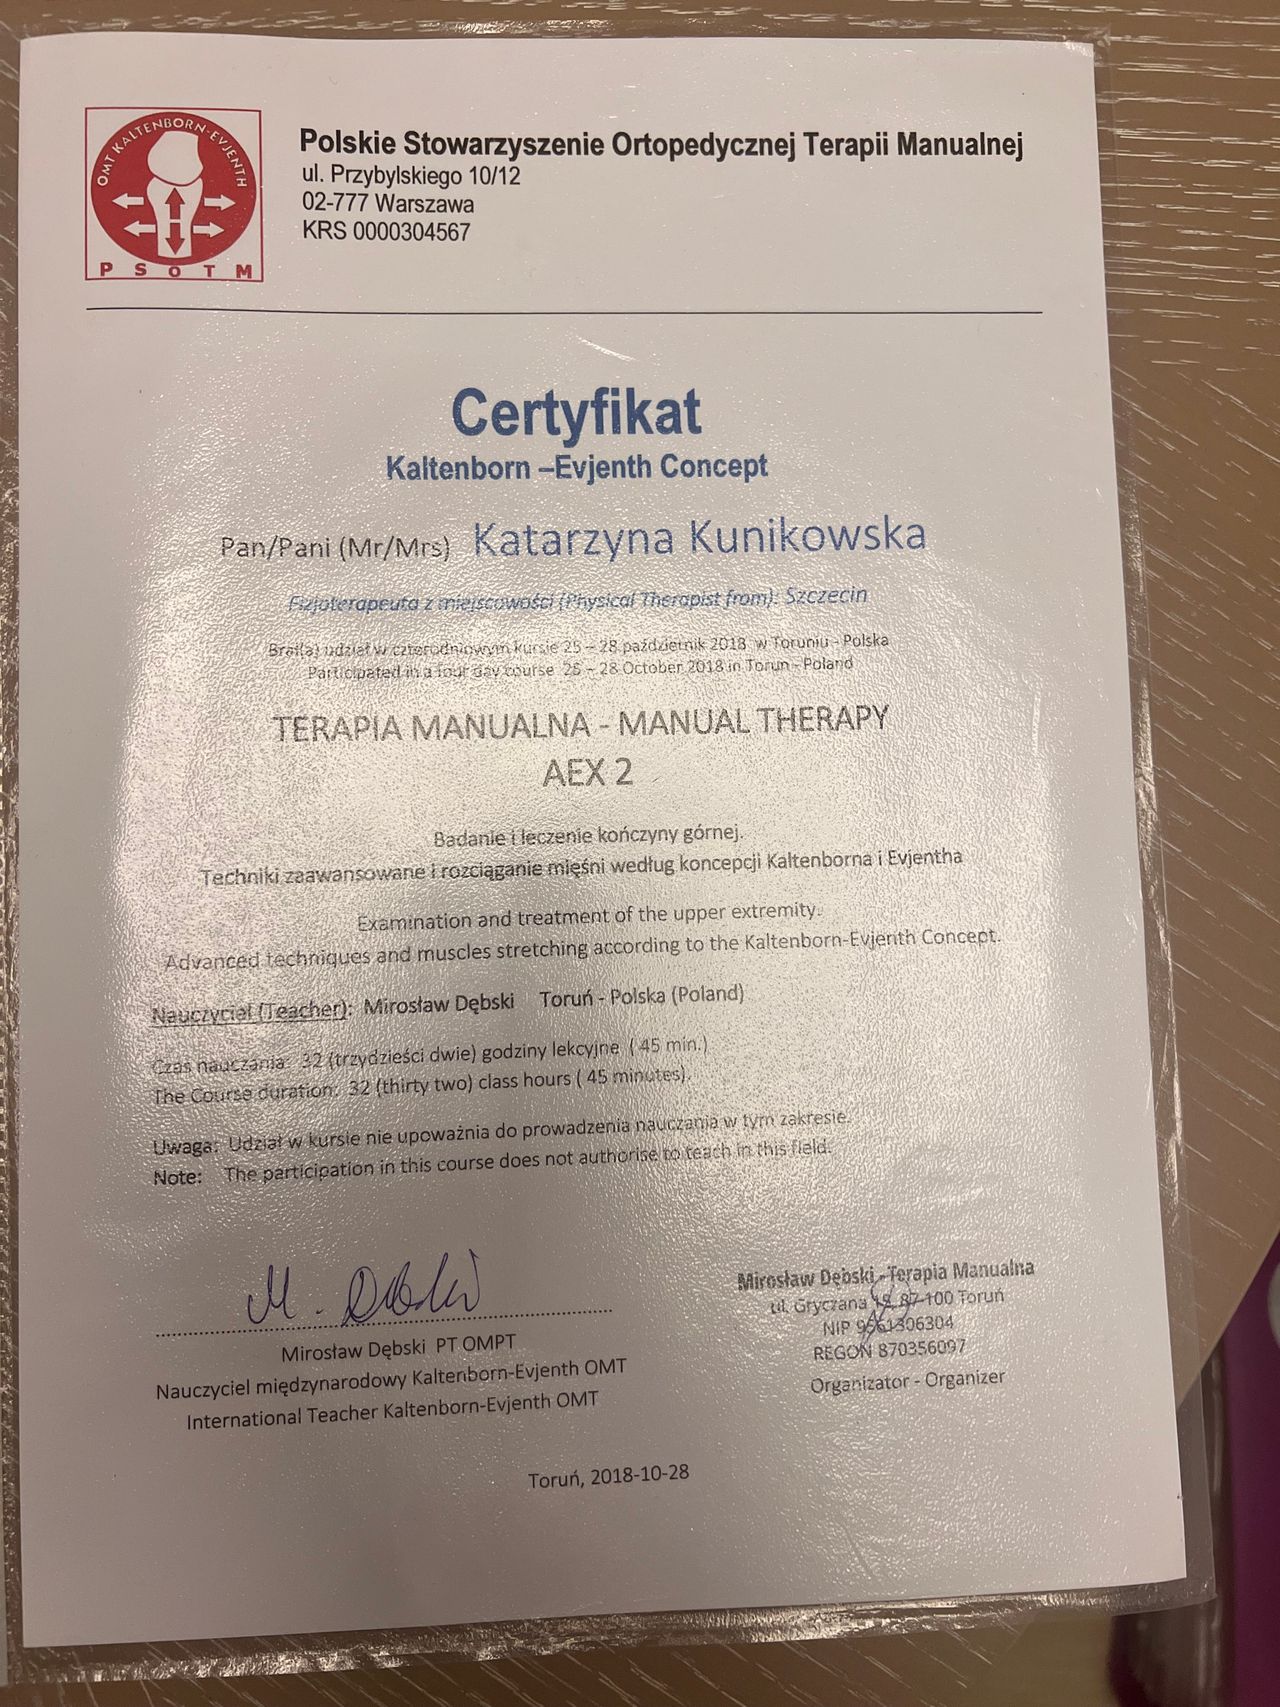 OMT KALTENBORN-EVJENTH
P S O T M
Polskie Stowarzyszenie Ortopedycznej Terapii Manualnej
ul. Przybylskiego 10/12
02-777 Warszawa
KRS 0000304567
Certyfikat
Kaltenborn –Evjenth Concept
Pan/Pani (Mr/Mrs) Katarzyna Kunikowska
Fizjoterapeuta z miejscowości (Physical Therapist from): Szczecin
Brał(a) udział w czterodniowym kursie 25 – 28 październik 2018 w Toruniu - Polska
Participated in a four day course 25 – 28 October 2018 in Torun - Poland
TERAPIA MANUALNA - MANUAL THERAPY
AEX 2
Badanie i leczenie kończyny górnej.
Techniki zaawansowane i rozciąganie mięśni według koncepcji Kaltenborna i Evjentha
Examination and treatment of the upper extremity.
Advanced techniques and muscles stretching according to the Kaltenborn-Evjenth Concept.
Nauczyciel (Teacher): Mirosław Dębski Toruń - Polska (Poland)
Czas nauczania: 32 (trzydzieści dwie) godziny lekcyjne ( 45 min.)
The Course duration: 32 (thirty two) class hours ( 45 minutes).
Uwaga: Udział w kursie nie upoważnia do prowadzenia nauczania w tym zakresie.
Note: The participation in this course does not authorise to teach in this field.
M. Dębski
Mirosław Dębski PT OMPT
Nauczyciel międzynarodowy Kaltenborn-Evjenth OMT
International Teacher Kaltenborn-Evjenth OMT
Mirosław Dębski - Terapia Manualna
ul. Gryczana 87-100 Toruń
NIP
REGON 870356097
Organizator - Organizer
Toruń, 2018-10-28